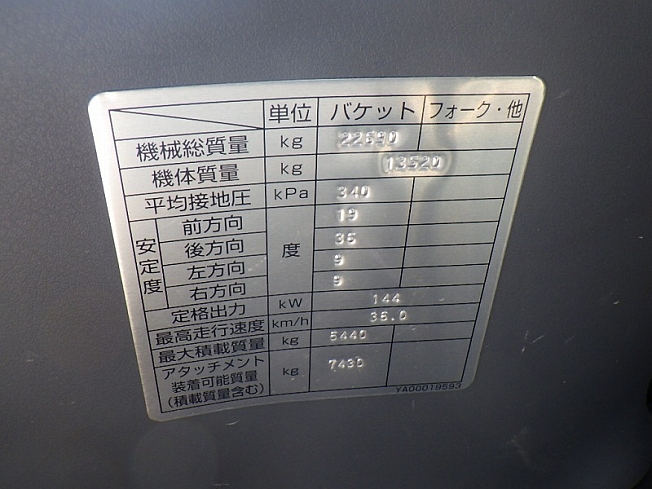 単位 バケット フォーク・他
機械総質量 kg
機体質量 kg 13520
平均接地圧 kPa 340
安定度 前方向 度 19
後方向 36
左方向 9
右方向 9
定格出力 kW 144
最高走行速度 km/h 36.0
最大積載質量 kg 5440
アタッチメント
装着可能質量 kg 7430
(積載質量含む)
YA00019593